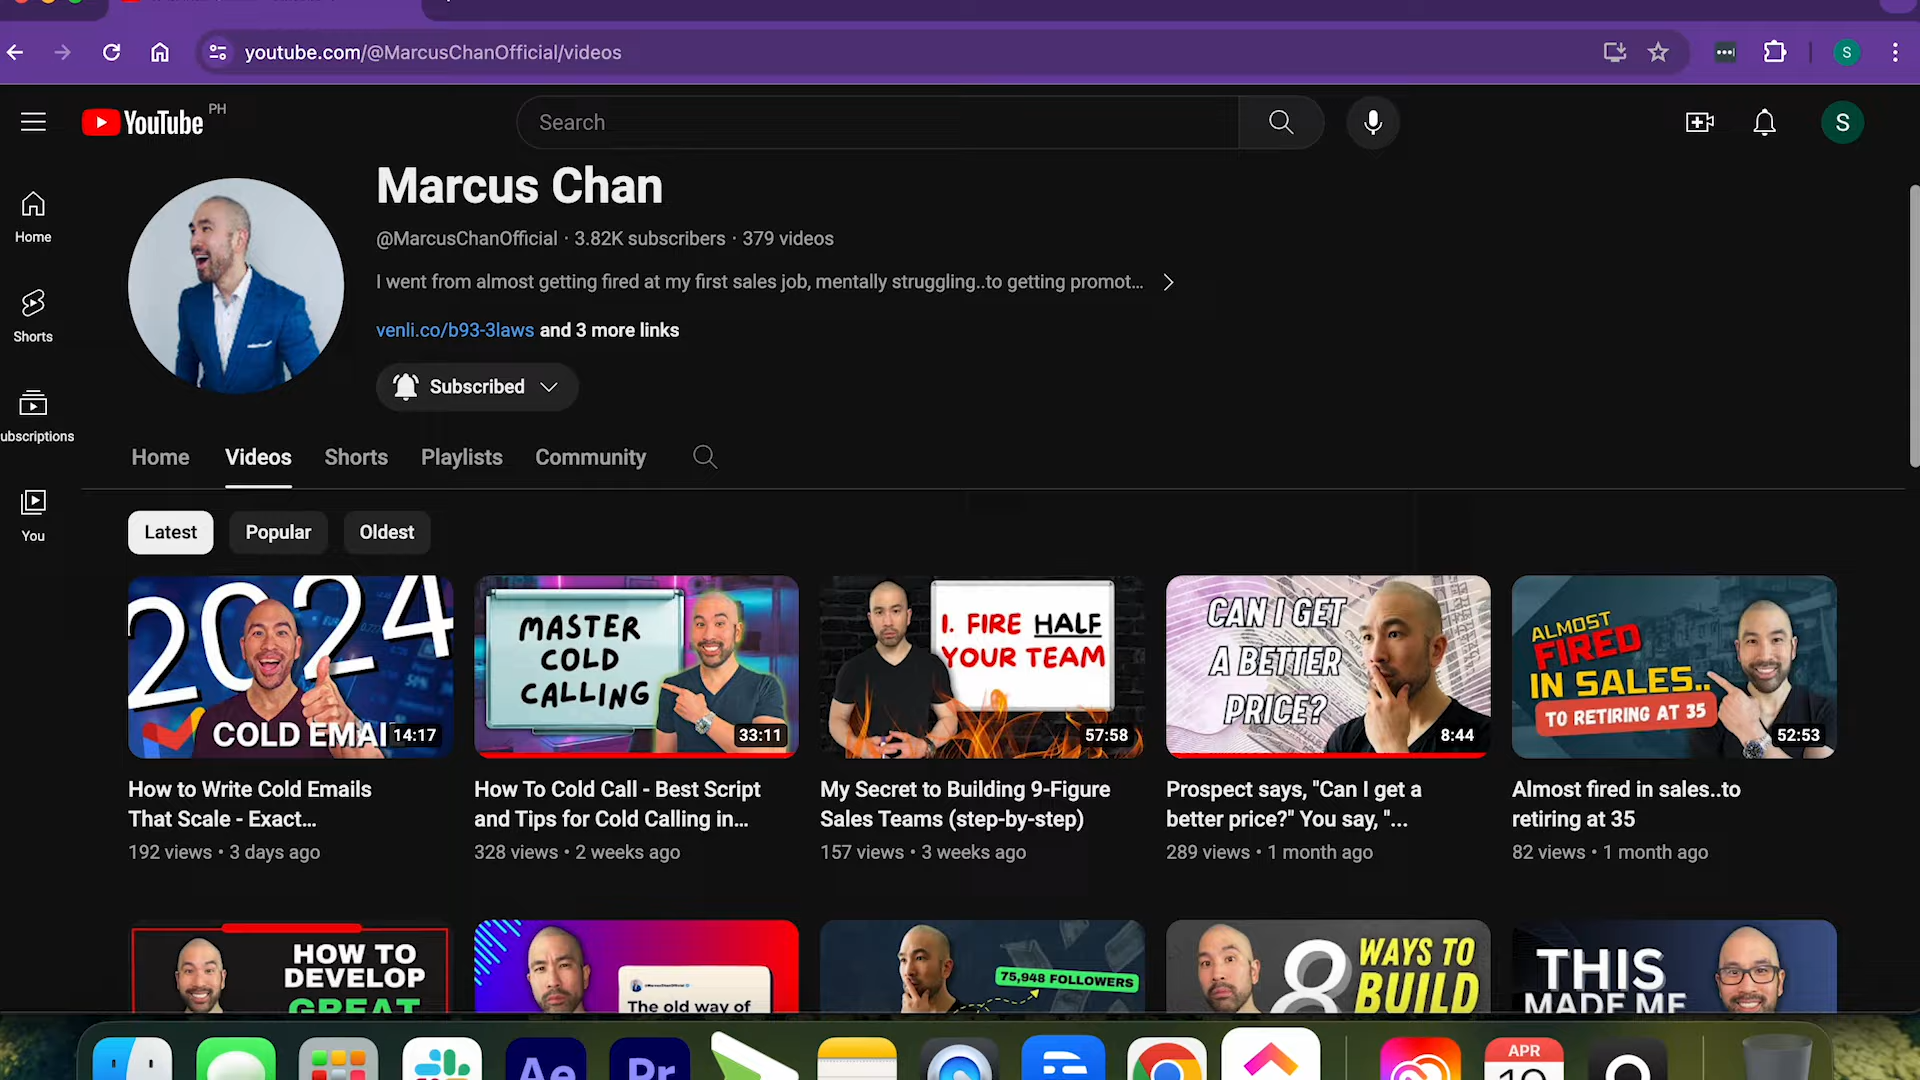 youtube.com/@MarcusChanOfficial/videos
S
YouTube PH
Search
S
Home
Shorts
ubscriptions
You
Marcus Chan
@MarcusChanOfficial · 3.82K subscribers · 379 videos
I went from almost getting fired at my first sales job, mentally struggling..to getting promot...
venli.co/b93-3laws and 3 more links
Subscribed
Home Videos Shorts Playlists Community
Latest Popular Oldest
2024
COLD EMAI
14:17
How to Write Cold Emails
That Scale - Exact...
192 views • 3 days ago
MASTER
COLD
CALLING
33:11
How To Cold Call - Best Script
and Tips for Cold Calling in...
328 views • 2 weeks ago
1. FIRE HALF
YOUR TEAM
57:58
My Secret to Building 9-Figure
Sales Teams (step-by-step)
157 views • 3 weeks ago
CAN I GET
A BETTER
PRICE?
8:44
Prospect says, "Can I get a
better price?" You say, "...
289 views • 1 month ago
ALMOST
FIRED
IN SALES..
TO RETIRING AT 35
52:53
Almost fired in sales..to
retiring at 35
82 views • 1 month ago
HOW TO
DEVELOP
GREAT
@MarcusChanOfficial
The old way of
75,948 FOLLOWERS
8 WAYS TO
BUILD
THIS
MADE ME
Ae
Pr
APR